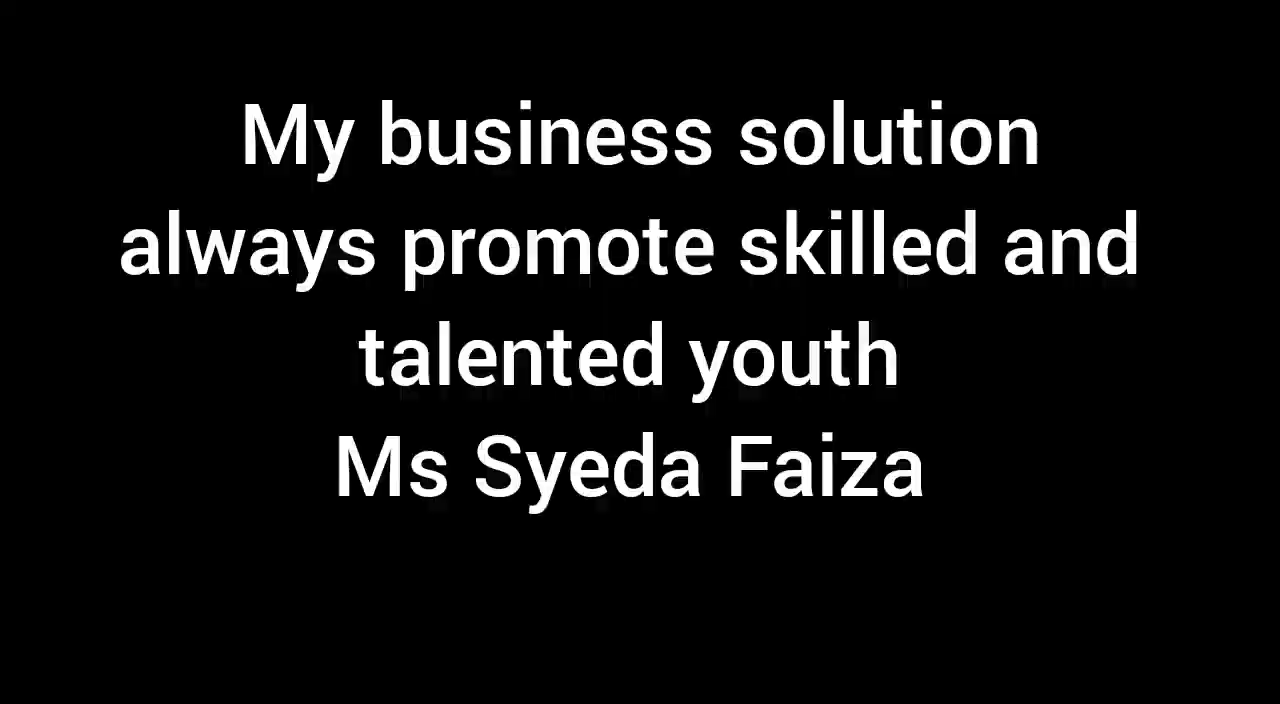 My business solution
always promote skilled and
talented youth
Ms Syeda Faiza